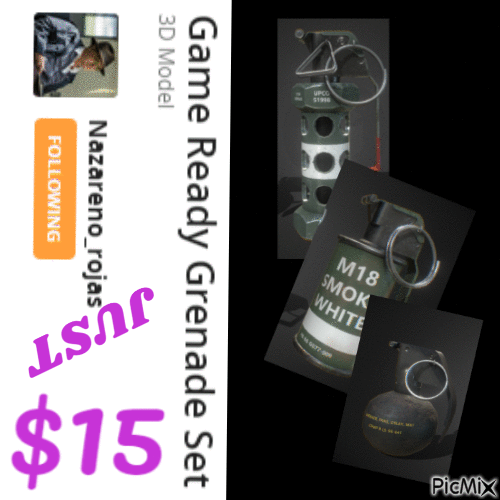 Game Ready Grenade Set
3D Model
Nazareno_rojas
FOLLOWING
JUST
$15
M18
SMOK
WHITE
PicMix